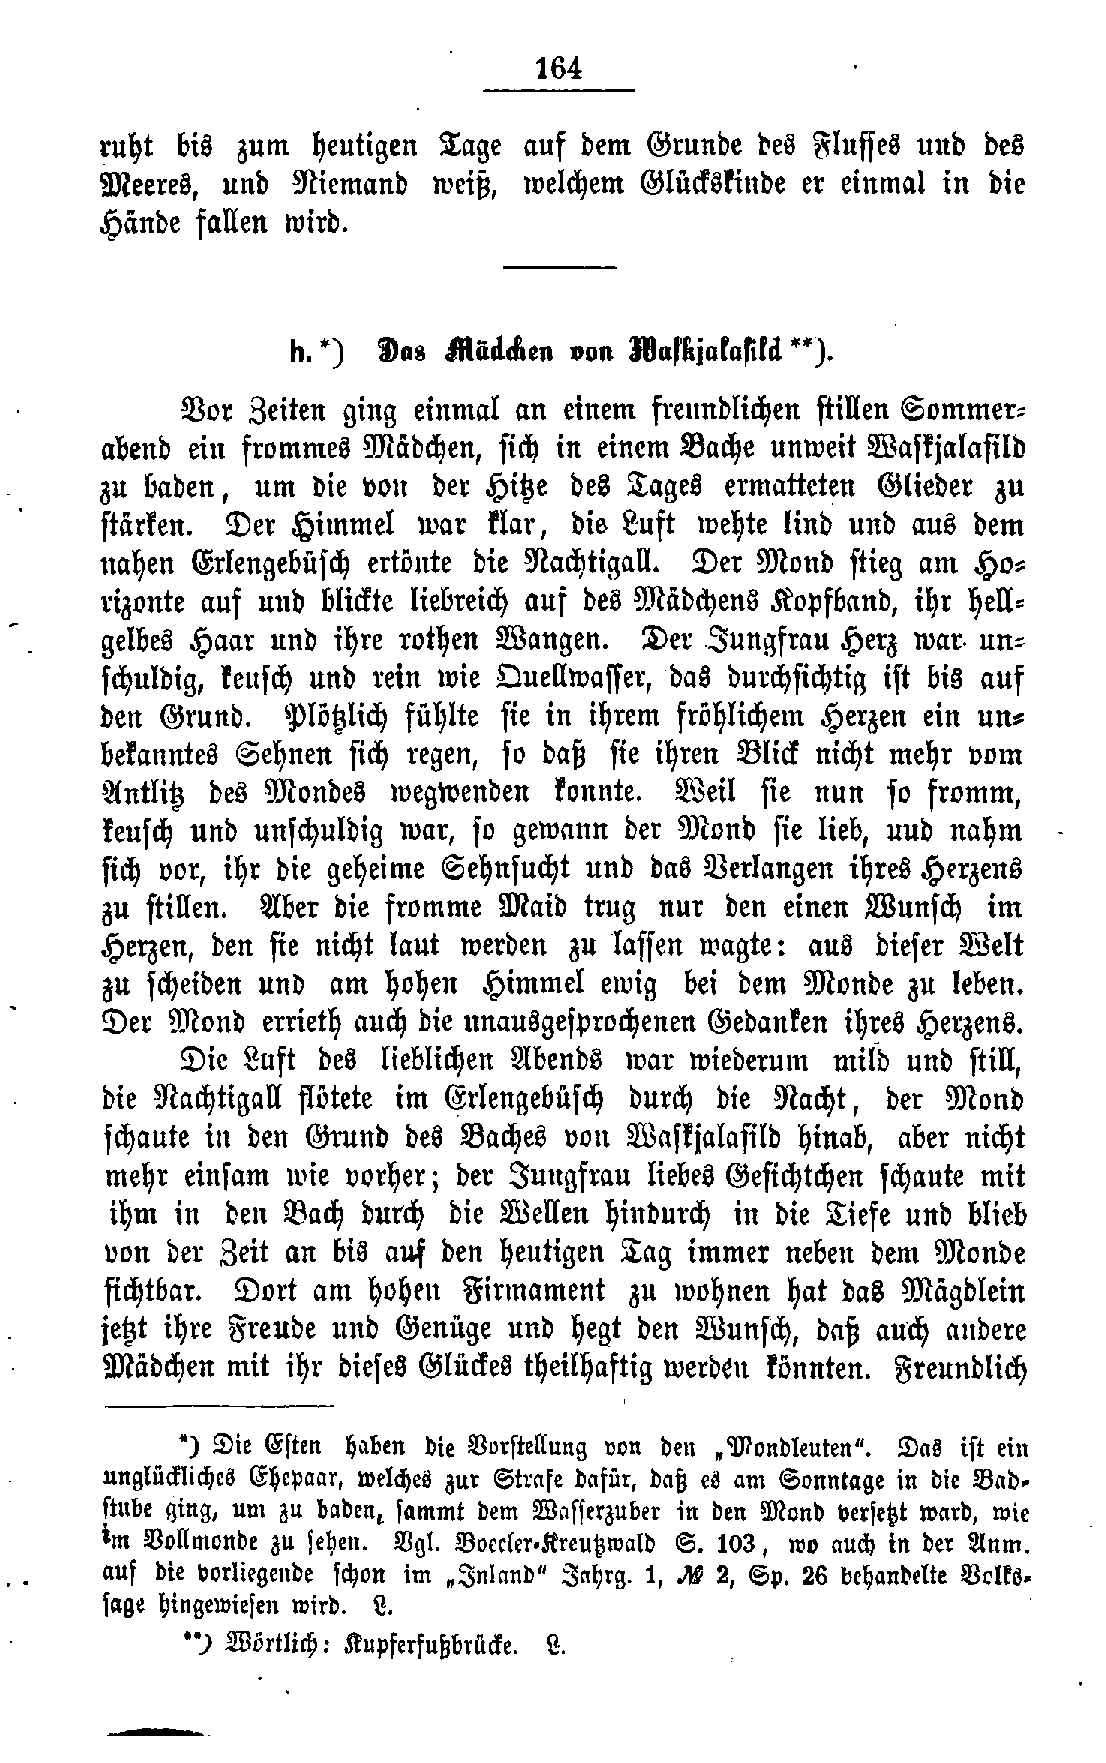 164
ruht bis zum heutigen Tage auf dem Grunde des Flusses und des
Meeres, und Niemand weiß, welchem Glückskinde er einmal in die
Hände fallen wird.
h.*) Das Mädchen von Waskjalasild**).
Vor Zeiten ging einmal an einem freundlichen stillen Sommer-
abend ein frommes Mädchen, sich in einem Bache unweit Waskjalasild
zu baden, um die von der Hitze des Tages ermatteten Glieder zu
stärken. Der Himmel war klar, die Luft wehte lind und aus dem
nahen Erlengebüsch ertönte die Nachtigall. Der Mond stieg am Ho-
rizonte auf und blickte liebreich auf des Mädchens Kopfband, ihr hell-
gelbes Haar und ihre rothen Wangen. Der Jungfrau Herz war un-
schuldig, keusch und rein wie Quellwasser, das durchsichtig ist bis auf
den Grund. Plötzlich fühlte sie in ihrem fröhlichem Herzen ein un-
bekanntes Sehnen sich regen, so daß sie ihren Blick nicht mehr vom
Antlitz des Mondes wegwenden konnte. Weil sie nun so fromm,
keusch und unschuldig war, so gewann der Mond sie lieb, uud nahm
sich vor, ihr die geheime Sehnsucht und das Verlangen ihres Herzens
zu stillen. Aber die fromme Maid trug nur den einen Wunsch im
Herzen, den sie nicht laut werden zu lassen wagte: aus dieser Welt
zu scheiden und am hohen Himmel ewig bei dem Monde zu leben.
Der Mond errieth auch die unausgesprochenen Gedanken ihres Herzens.
Die Luft des lieblichen Abends war wiederum mild und still,
die Nachtigall flötete im Erlengebüsch durch die Nacht, der Mond
schaute in den Grund des Baches von Waskjalasild hinab, aber nicht
mehr einsam wie vorher; der Jungfrau liebes Gesichtchen schaute mit
ihm in den Bach durch die Wellen hindurch in die Tiefe und blieb
von der Zeit an bis auf den heutigen Tag immer neben dem Monde
sichtbar. Dort am hohen Firmament zu wohnen hat das Mägdlein
jetzt ihre Freude und Genüge und hegt den Wunsch, daß auch andere
Mädchen mit ihr dieses Glückes theilhaftig werden könnten. Freundlich
*) Die Esten haben die Vorstellung von den „Mondleuten". Das ist ein
unglückliches Ehepaar, welches zur Strafe dafür, daß es am Sonntage in die Bad-
stube ging, um zu baden, sammt dem Wasserzuber in den Mond versetzt ward, wie
im Vollmonde zu sehen. Vgl. Boecler-Kreutzwald S. 103, wo auch in der Anm.
auf die vorliegende schon im „Inland" Jahrg. 1, № 2, Sp. 26 behandelte Volks-
sage hingewiesen wird. L.
**) Wörtlich: Kupferfußbrücke. L.